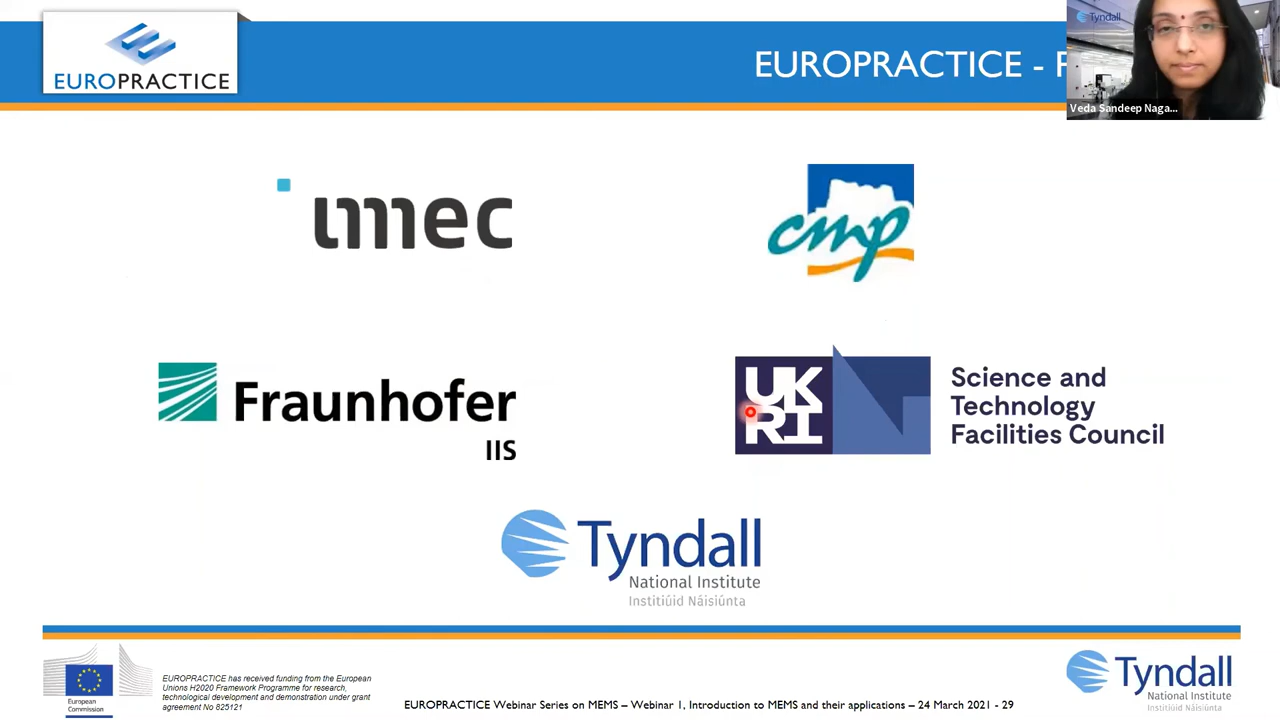 EUROPRACTICE
EUROPRACTICE -
Tyndall
Veda Sandeep Naga...
imec
cmp
Fraunhofer
IIS
UK
RI
Science and
Technology
Facilities Council
Tyndall
National Institute
Institiúid Náisiúnta
European
Commission
EUROPRACTICE has received funding from the European
Unions H2020 Framework Programme for research,
technological development and demonstration under grant
agreement No 825121
EUROPRACTICE Webinar Series on MEMS – Webinar 1, Introduction to MEMS and their applications – 24 March 2021 - 29
Tyndall
National Institute
Institiúid Náisiúnta